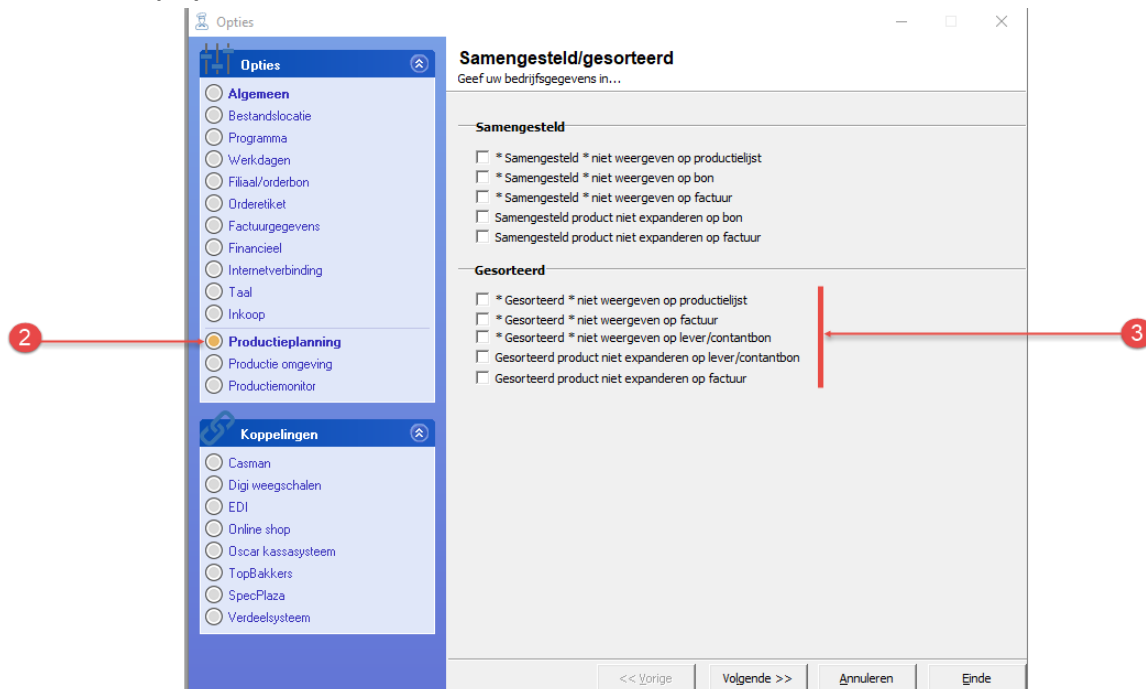 Opties
Opties
Algemeen
Bestandslocatie
Programma
Werkdagen
Filiaal/orderbon
Orderetiket
Factuurgegevens
Financieel
Internetverbinding
Taal
Inkoop
2
Productieplanning
Productie omgeving
Productiemonitor
Koppelingen
Casman
Digi weegschalen
EDI
Online shop
Oscar kassasysteem
TopBakkers
SpecPlaza
Verdeelsysteem
Samengesteld/gesorteerd
Geef uw bedrijfsgegevens in...
Samengesteld
* Samengesteld * niet weergeven op productielijst
* Samengesteld * niet weergeven op bon
* Samengesteld * niet weergeven op factuur
Samengesteld product niet expanderen op bon
Samengesteld product niet expanderen op factuur
Gesorteerd
* Gesorteerd * niet weergeven op productielijst
* Gesorteerd * niet weergeven op factuur
* Gesorteerd * niet weergeven op lever/contantbon
Gesorteerd product niet expanderen op lever/contantbon
Gesorteerd product niet expanderen op factuur
3
<< Vorige
Volgende >>
Annuleren
Einde